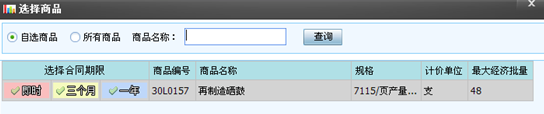 选择商品
自选商品 所有商品 商品名称： 查询
选择合同期限 商品编号 商品名称 规格 计价单位 最大经济批量
即时 三个月 一年 30L0157 再制造硒鼓 7115/页产量... 支 48